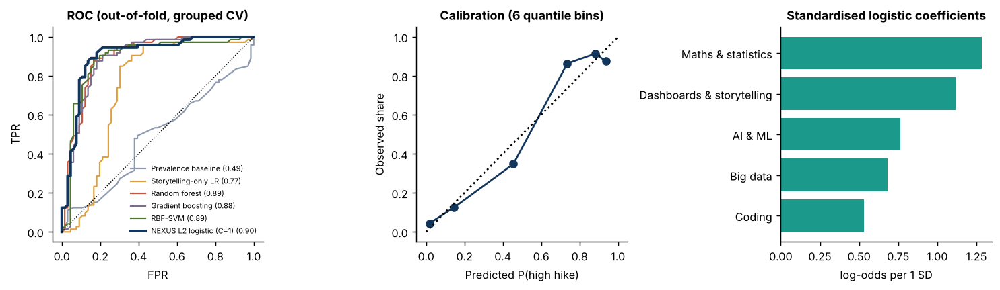 ROC (out-of-fold, grouped CV)
TPR
1.0
0.8
0.6
0.4
0.2
0.0
Prevalence baseline (0.49)
Storytelling-only LR (0.77)
Random forest (0.89)
Gradient boosting (0.88)
RBF-SVM (0.89)
NEXUS L2 logistic (C=1) (0.90)
0.0 0.2 0.4 0.6 0.8 1.0
FPR
Calibration (6 quantile bins)
Observed share
1.0
0.8
0.6
0.4
0.2
0.0
0.0 0.2 0.4 0.6 0.8 1.0
Predicted P(high hike)
Standardised logistic coefficients
Maths & statistics
Dashboards & storytelling
AI & ML
Big data
Coding
0.00 0.25 0.50 0.75 1.00 1.25
log-odds per 1 SD